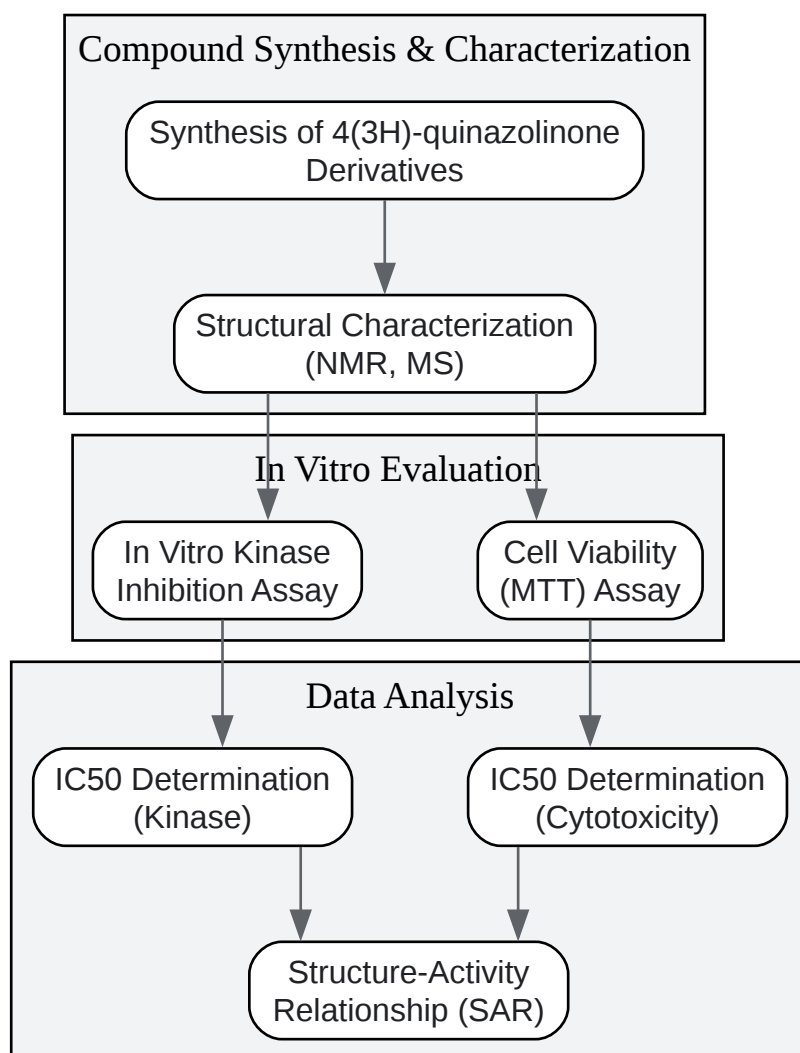 Compound Synthesis & Characterization
Synthesis of 4(3H)-quinazolinone
Derivatives
Structural Characterization
(NMR, MS)
In Vitro Evaluation
In Vitro Kinase
Inhibition Assay
Cell Viability
(MTT) Assay
Data Analysis
IC50 Determination
(Kinase)
IC50 Determination
(Cytotoxicity)
Structure-Activity
Relationship (SAR)